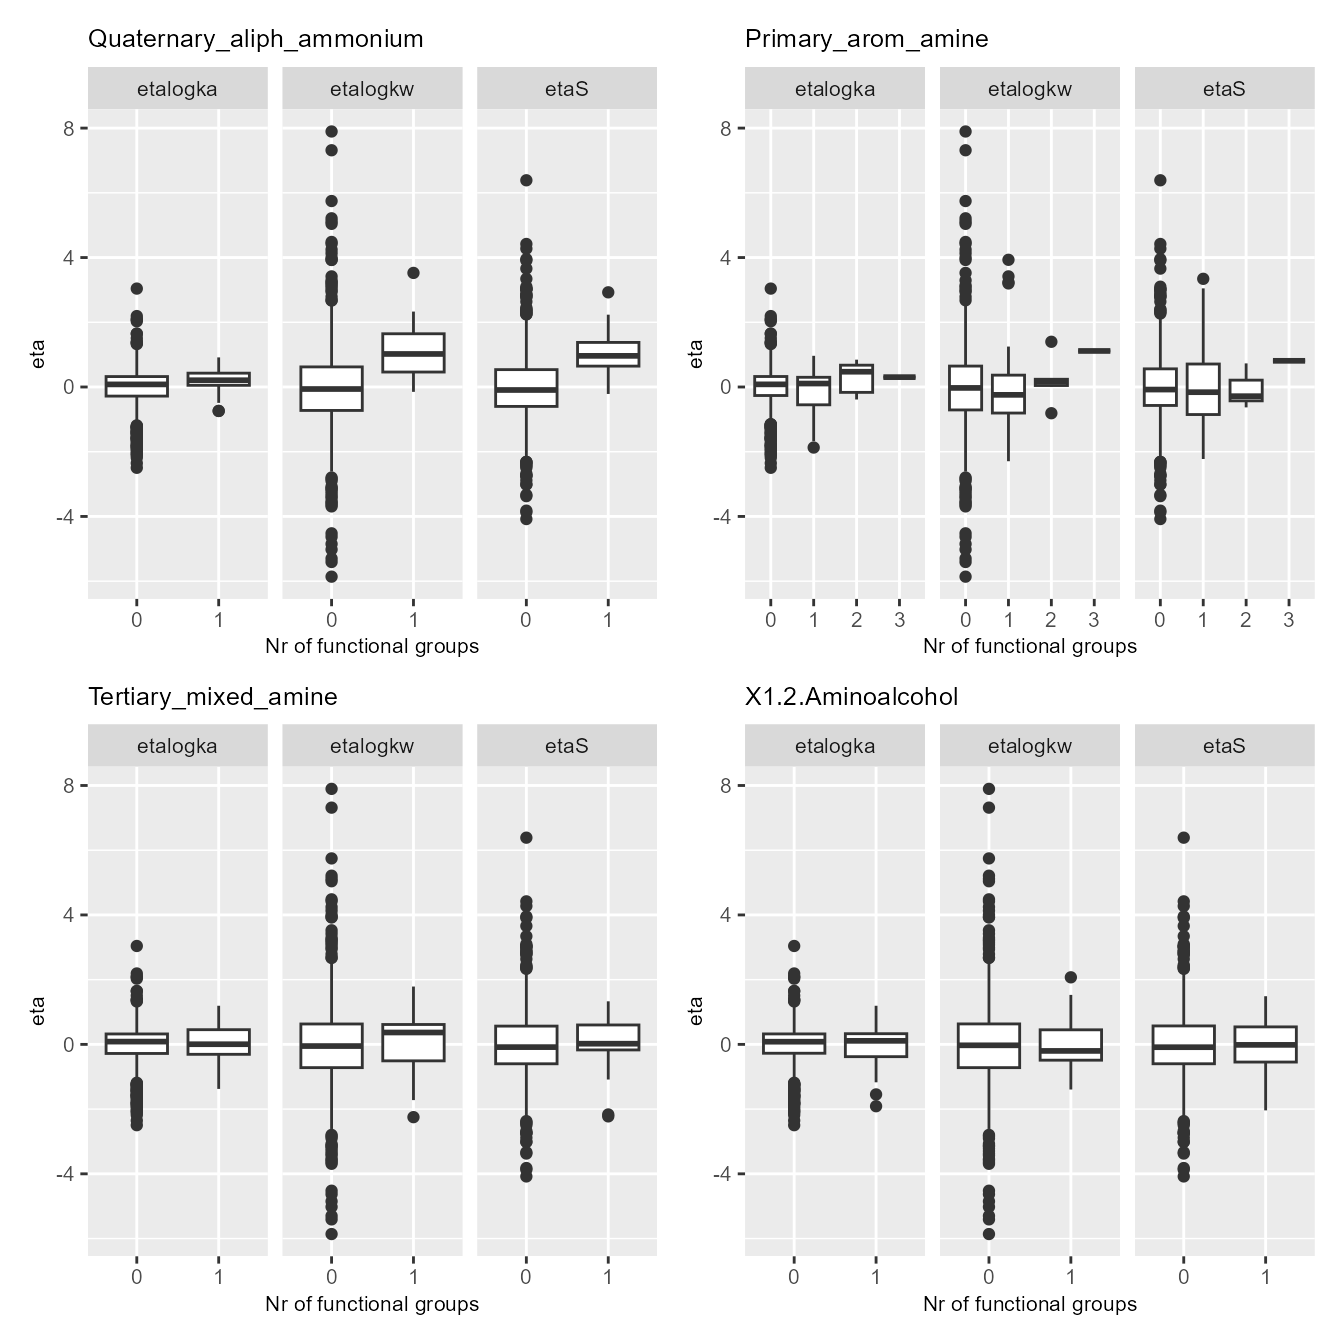 Quaternary_aliph_ammonium
etalogka etalogkw etaS
8
4
0
-4
eta
0 1 0 1 0 1
Nr of functional groups
Primary_arom_amine
etalogka etalogkw etaS
8
4
0
-4
eta
0 1 2 3 0 1 2 3 0 1 2 3
Nr of functional groups
Tertiary_mixed_amine
etalogka etalogkw etaS
8
4
0
-4
eta
0 1 0 1 0 1
Nr of functional groups
X1.2.Aminoalcohol
etalogka etalogkw etaS
8
4
0
-4
eta
0 1 0 1 0 1
Nr of functional groups